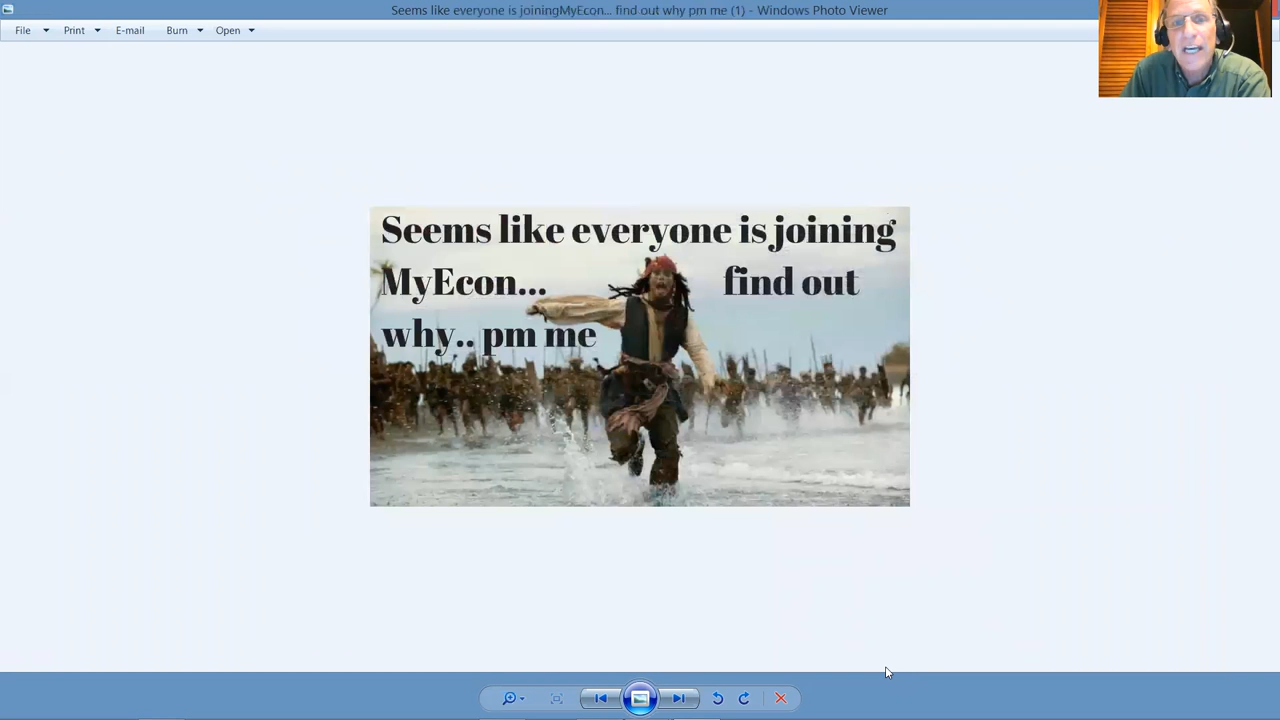 Seems like everyone is joiningMyEcon... find out why pm me (1) - Windows Photo Viewer
File Print E-mail Burn Open
Seems like everyone is joining
MyEcon... find out
why.. pm me